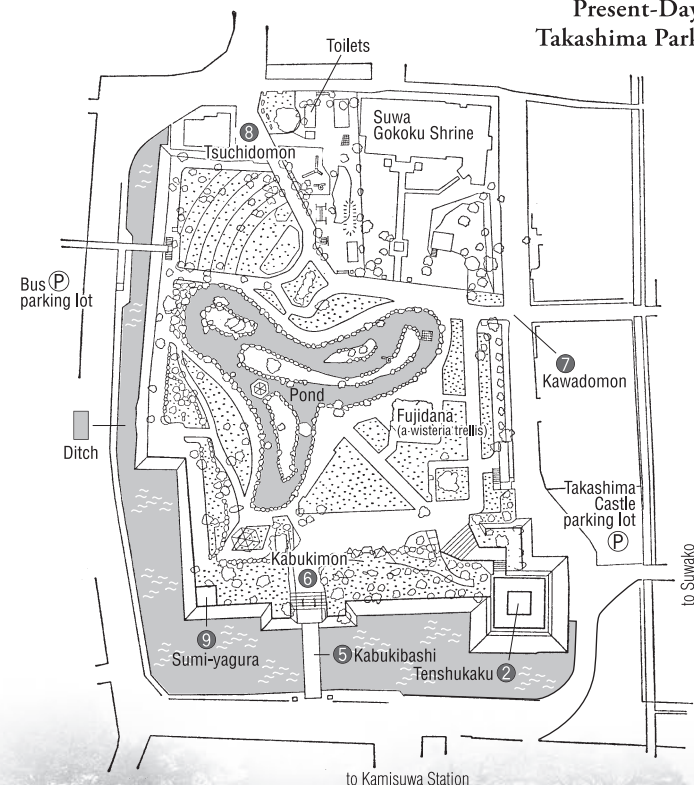 Present-Day
Takashima Park
Toilets
Suwa
Gokoku Shrine
8
Tsuchidomon
Bus P
parking lot
7
Kawadomon
Pond
Fujidana
(a wisteria trellis)
Ditch
Takashima
Castle
parking lot
P
to Suwako
Kabukimon
6
9
Sumi-yagura
5 Kabukibashi
Tenshukaku 2
to Kamisuwa Station